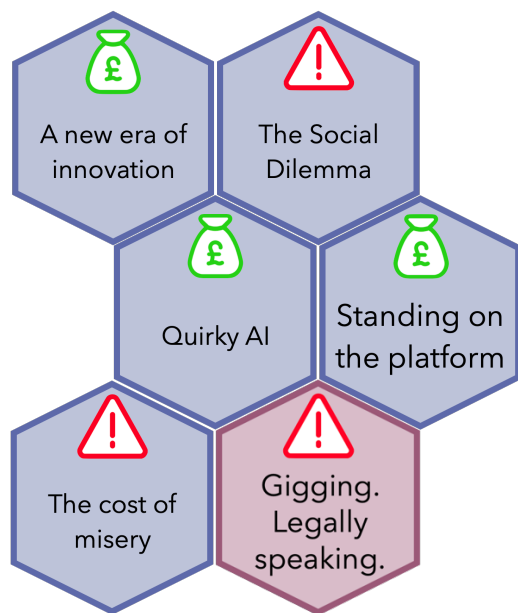 £
A new era of
innovation
!
The Social
Dilemma
£
Quirky AI
£
Standing on
the platform
!
The cost of
misery
!
Gigging.
Legally
speaking.